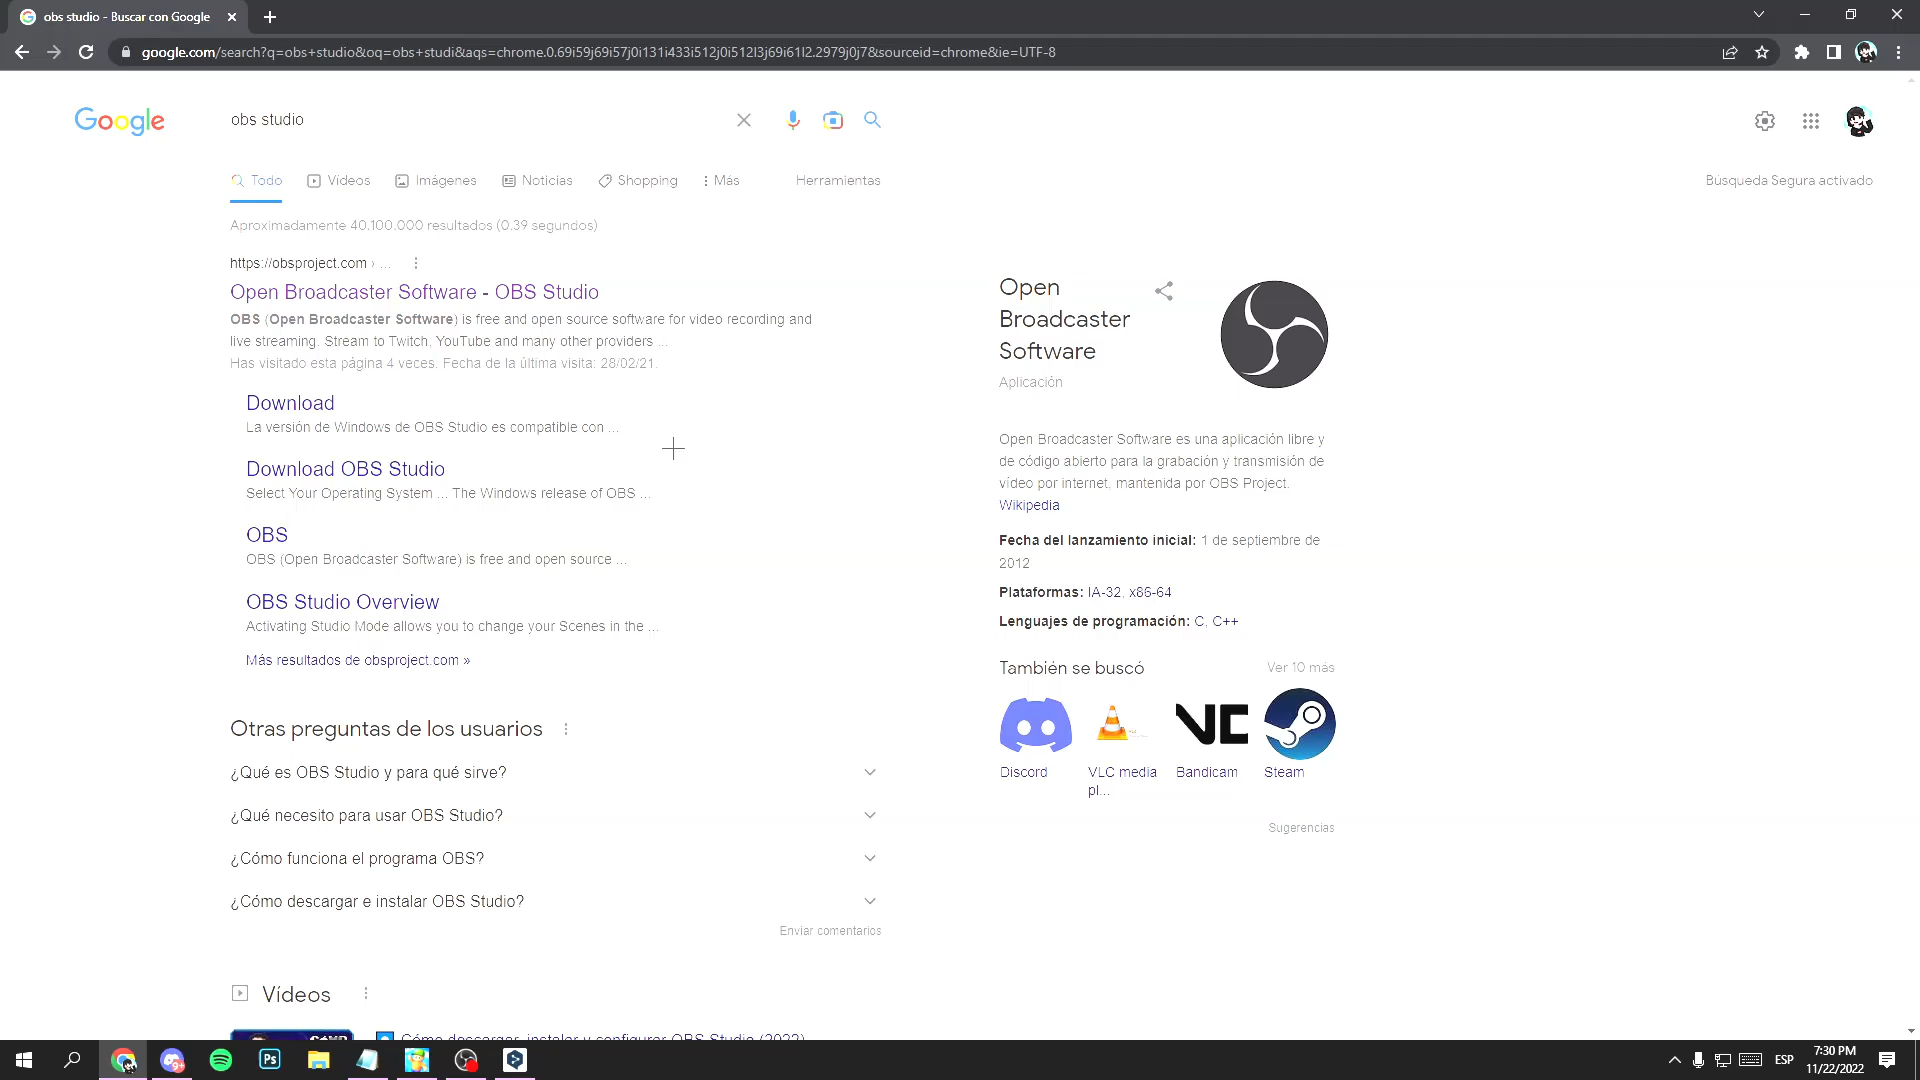 obs studio - Buscar con Google
google.com/search?q=obs+studio&oq=obs+studi&aqs=chrome.0.69i59j69i57j0i131i433i512j0i512l3j69i61l2.2979j0j7&sourceid=chrome&ie=UTF-8
Google
obs studio
Todo
Vídeos
Imágenes
Noticias
Shopping
Más
Herramientas
Búsqueda Segura activado
Aproximadamente 40.100.000 resultados (0.39 segundos)
https://obsproject.com › ...
Open Broadcaster Software - OBS Studio
OBS (Open Broadcaster Software) is free and open source software for video recording and
live streaming. Stream to Twitch, YouTube and many other providers ...
Has visitado esta página 4 veces. Fecha de la última visita: 28/02/21.
Download
La versión de Windows de OBS Studio es compatible con ...
Download OBS Studio
Select Your Operating System ... The Windows release of OBS ...
OBS
OBS (Open Broadcaster Software) is free and open source ...
OBS Studio Overview
Activating Studio Mode allows you to change your Scenes in the ...
Más resultados de obsproject.com »
Otras preguntas de los usuarios
¿Qué es OBS Studio y para qué sirve?
¿Qué necesito para usar OBS Studio?
¿Cómo funciona el programa OBS?
¿Cómo descargar e instalar OBS Studio?
Enviar comentarios
Vídeos
Cómo descargar, instalar y configurar OBS Studio (2022)
Open
Broadcaster
Software
Aplicación
Open Broadcaster Software es una aplicación libre y
de código abierto para la grabación y transmisión de
vídeo por internet, mantenida por OBS Project.
Wikipedia
Fecha del lanzamiento inicial: 1 de septiembre de
2012
Plataformas: IA-32, x86-64
Lenguajes de programación: C, C++
También se buscó
Ver 10 más
Discord
VLC media
pl...
Bandicam
Steam
Sugerencias
9+
Ps
ESP
7:30 PM
11/22/2022